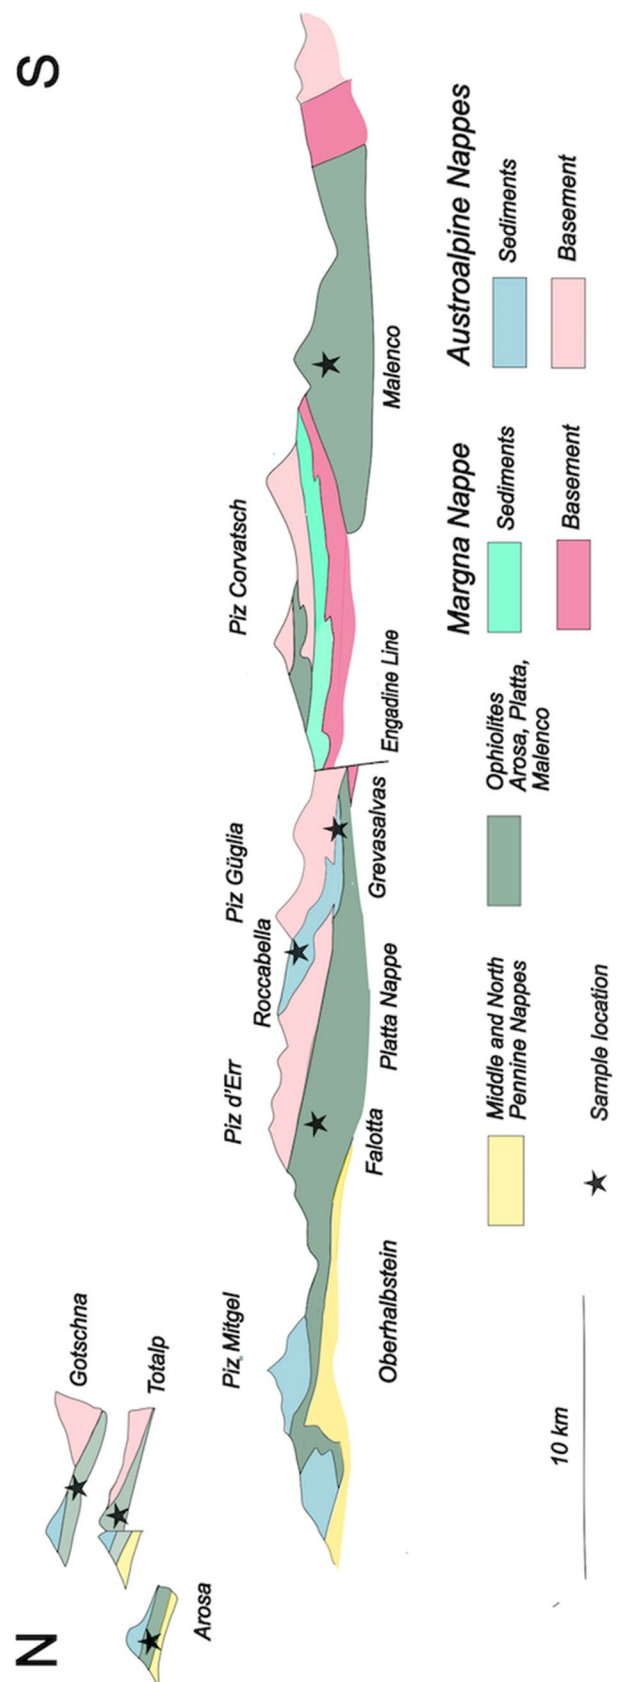 N
S
Gotschna
Totalp
Arosa
Piz Mitgel
Piz d'Err
Roccabella
Piz Güglia
Piz Corvatsch
Oberhalbstein
Falotta
Platta Nappe
Grevasalvas
Engadine Line
Malenco
10 km
Middle and North
Pennine Nappes
Sample location
Ophiolites
Arosa, Platta,
Malenco
Margna Nappe
Sediments
Basement
Austroalpine Nappes
Sediments
Basement